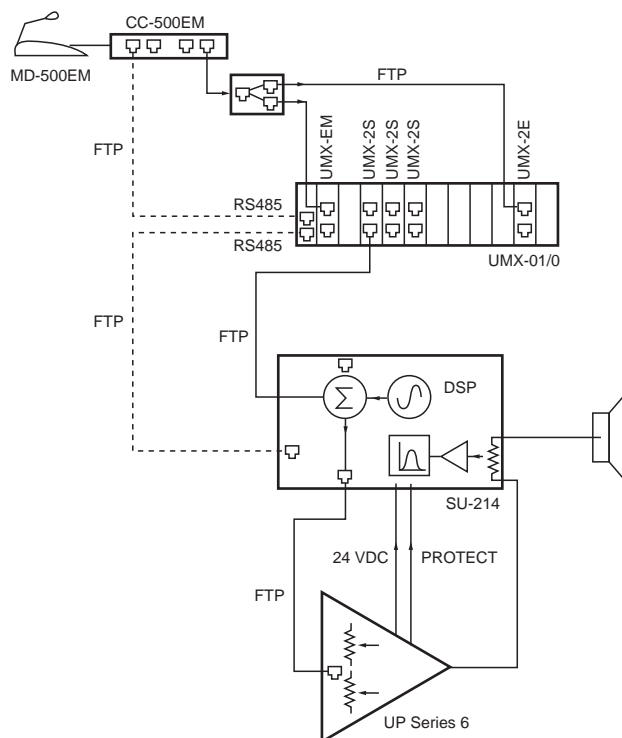 CC-500EM
MD-500EM
FTP
FTP
UMX-EM
UMX-2S
UMX-2S
UMX-2S
UMX-2E
RS485
RS485
UMX-01/0
FTP
FTP
DSP
Σ
SU-214
24 VDC
PROTECT
FTP
UP Series 6